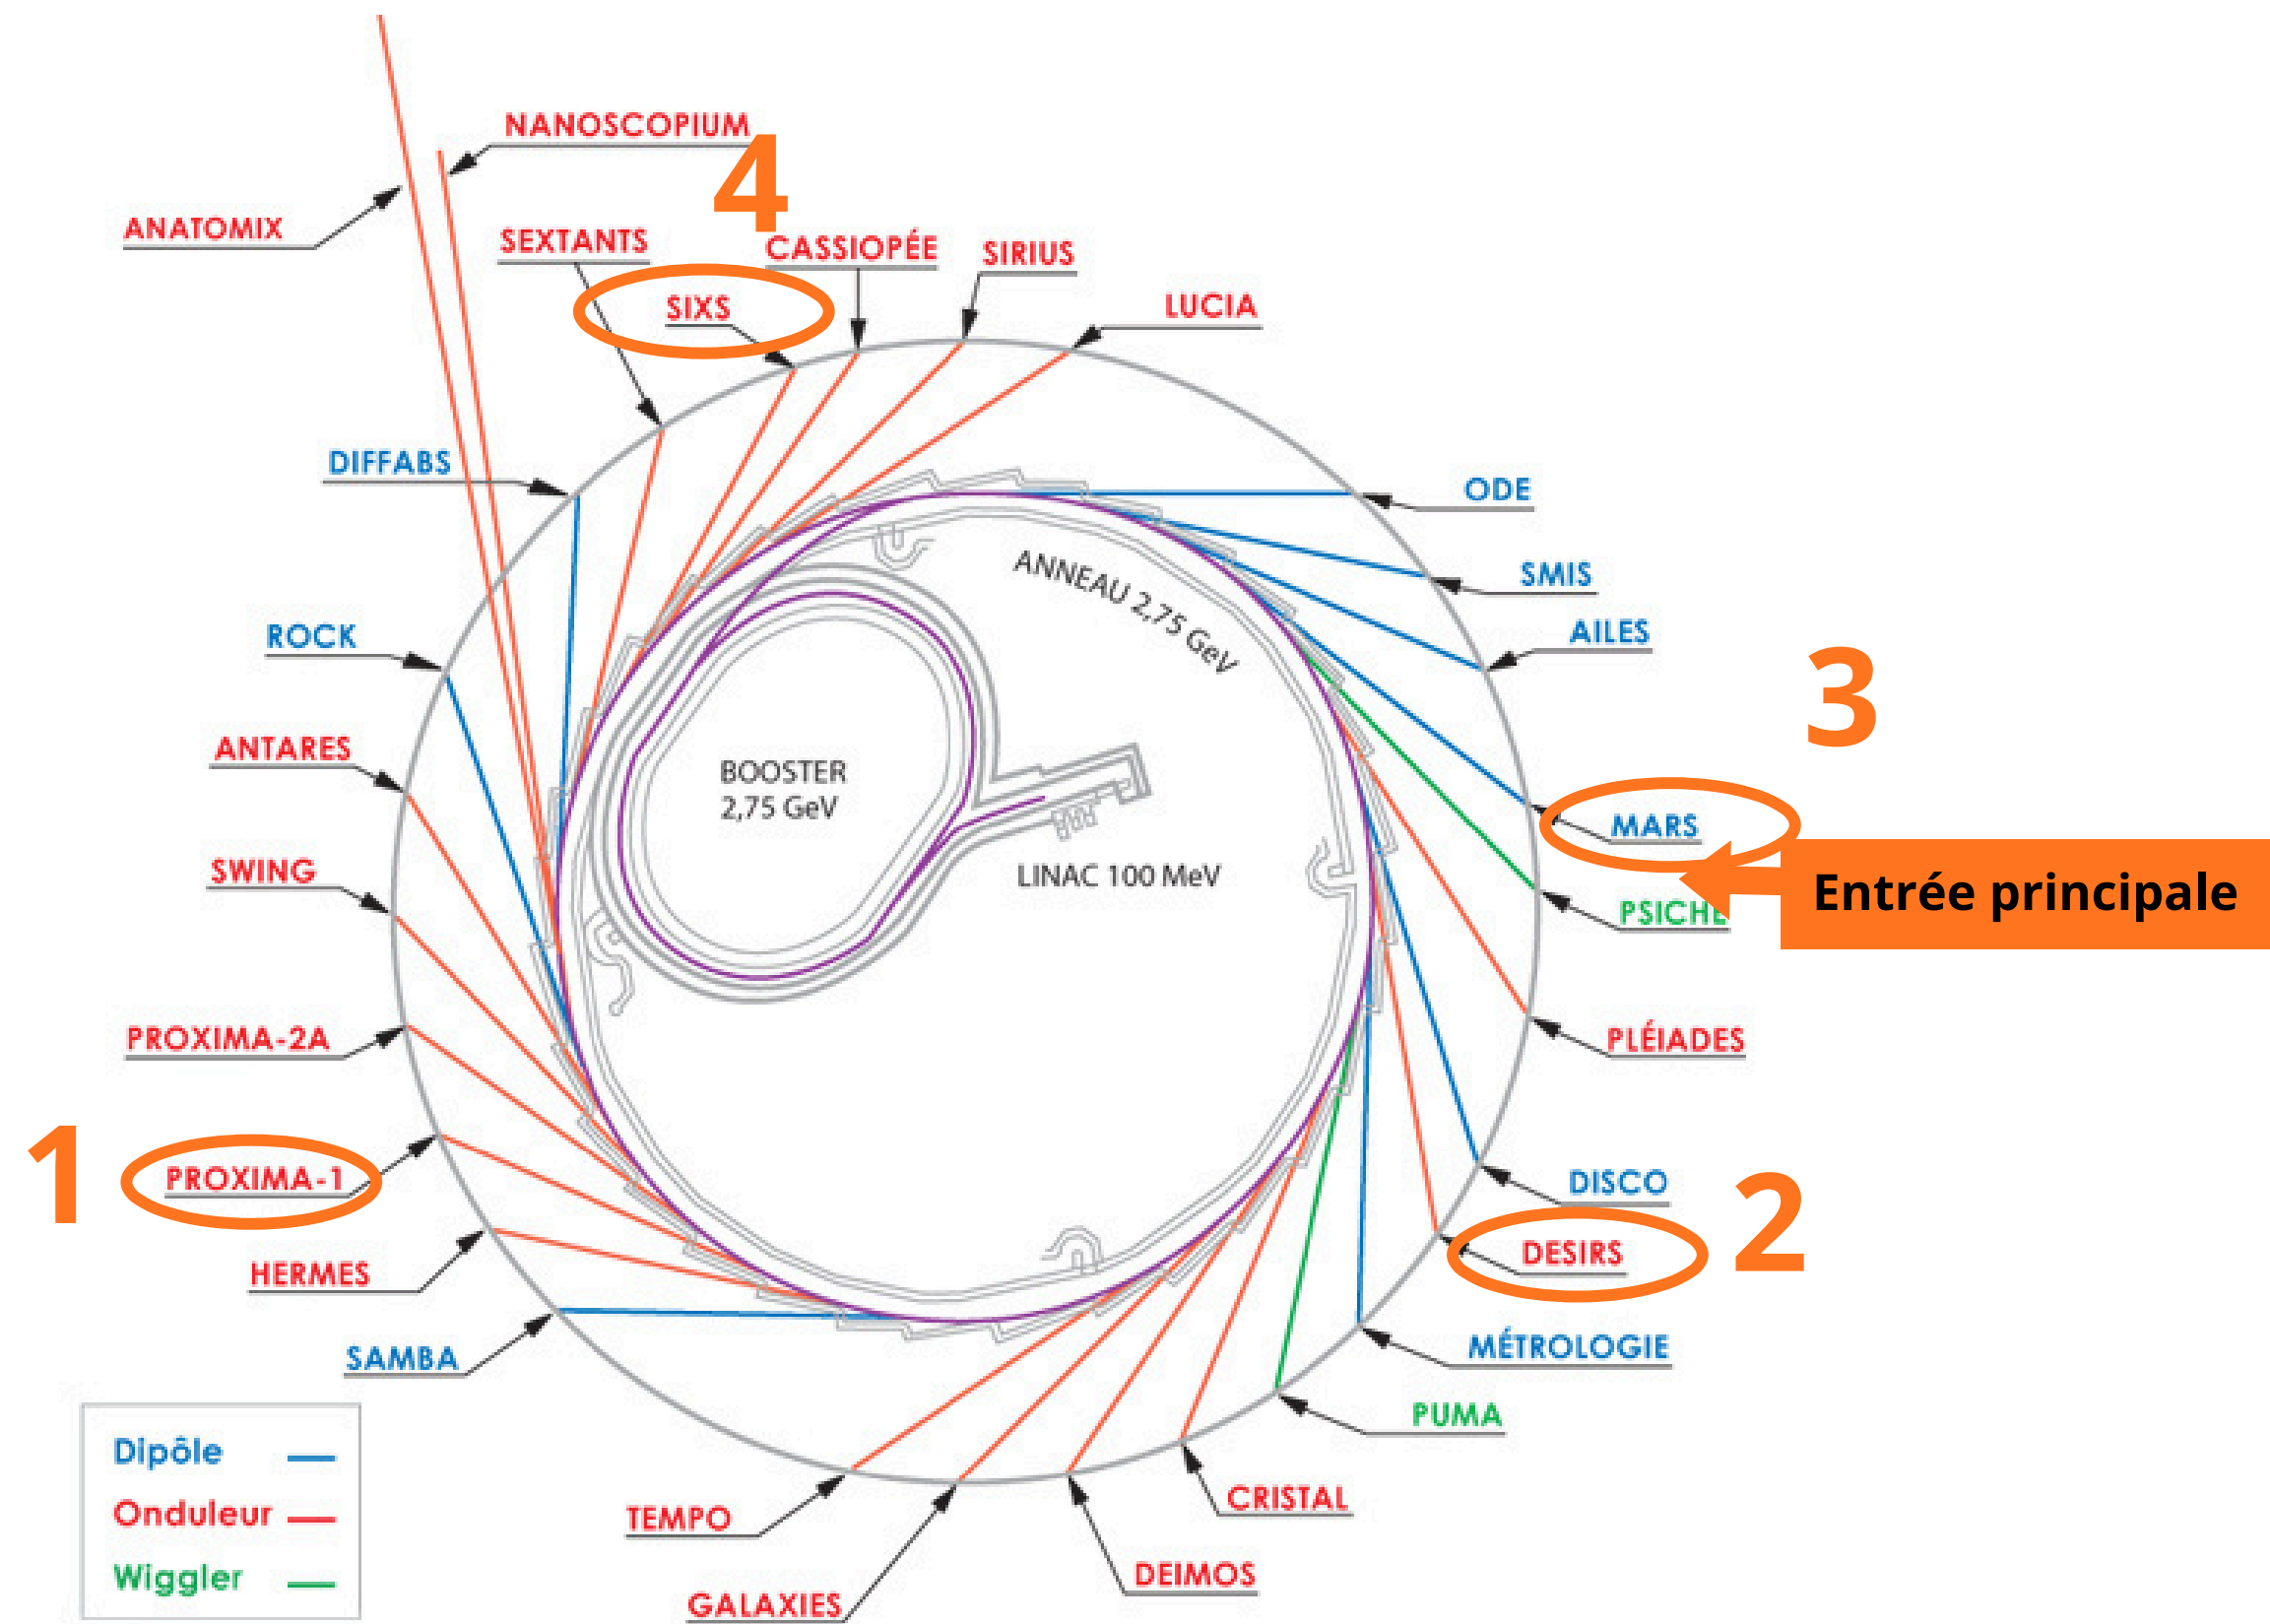 NANOSCOPIUM
4
ANATOMIX
SEXTANTS
CASSIOPÉE
SIRIUS
SIXS
LUCIA
DIFFABS
ODE
ANNEAU 2,75 GeV
SMIS
ROCK
AILES
3
ANTARES
BOOSTER
2,75 GeV
MARS
SWING
LINAC 100 MeV
Entrée principale
PSICHE
PROXIMA-2A
PLÉIADES
1
PROXIMA-1
DISCO
2
DESIRS
HERMES
SAMBA
MÉTROLOGIE
PUMA
Dipôle
Onduleur
Wiggler
CRISTAL
TEMPO
DEIMOS
GALAXIES